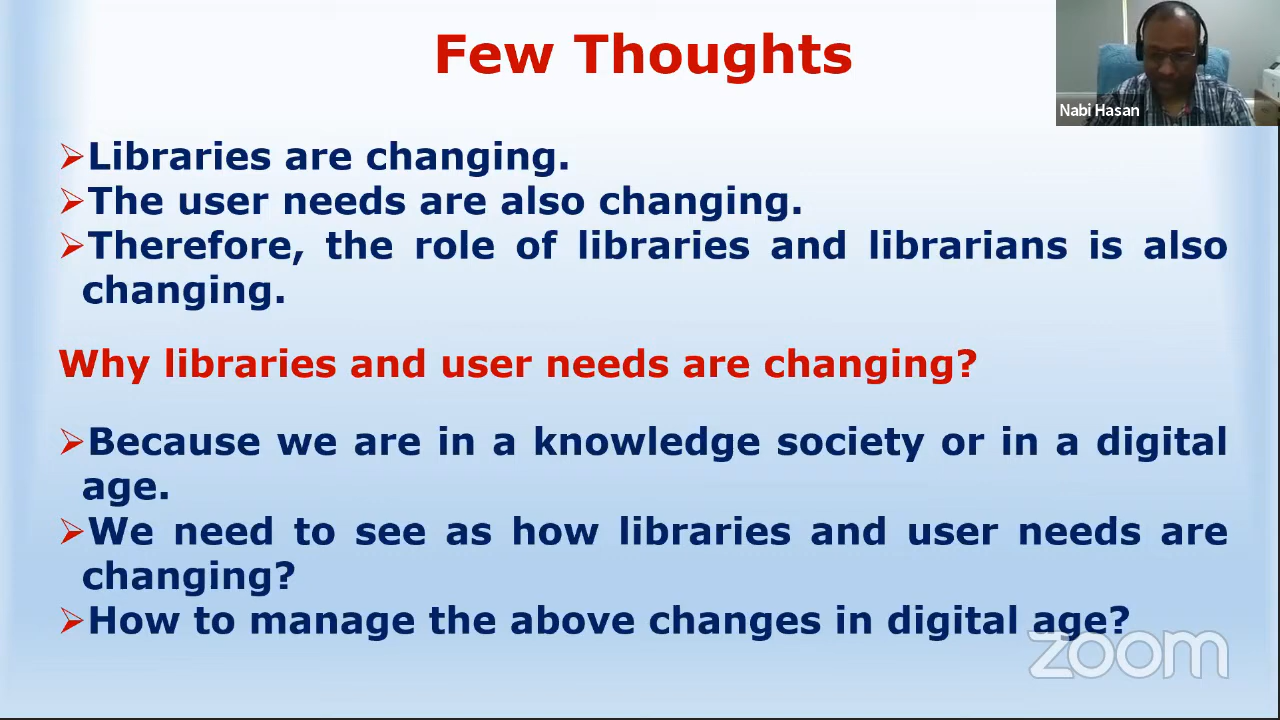 Few Thoughts
Nabi Hasan
➢Libraries are changing.
➢The user needs are also changing.
➢Therefore, the role of libraries and librarians is also
changing.
Why libraries and user needs are changing?
➢Because we are in a knowledge society or in a digital
age.
➢We need to see as how libraries and user needs are
changing?
➢How to manage the above changes in digital age?
zoom